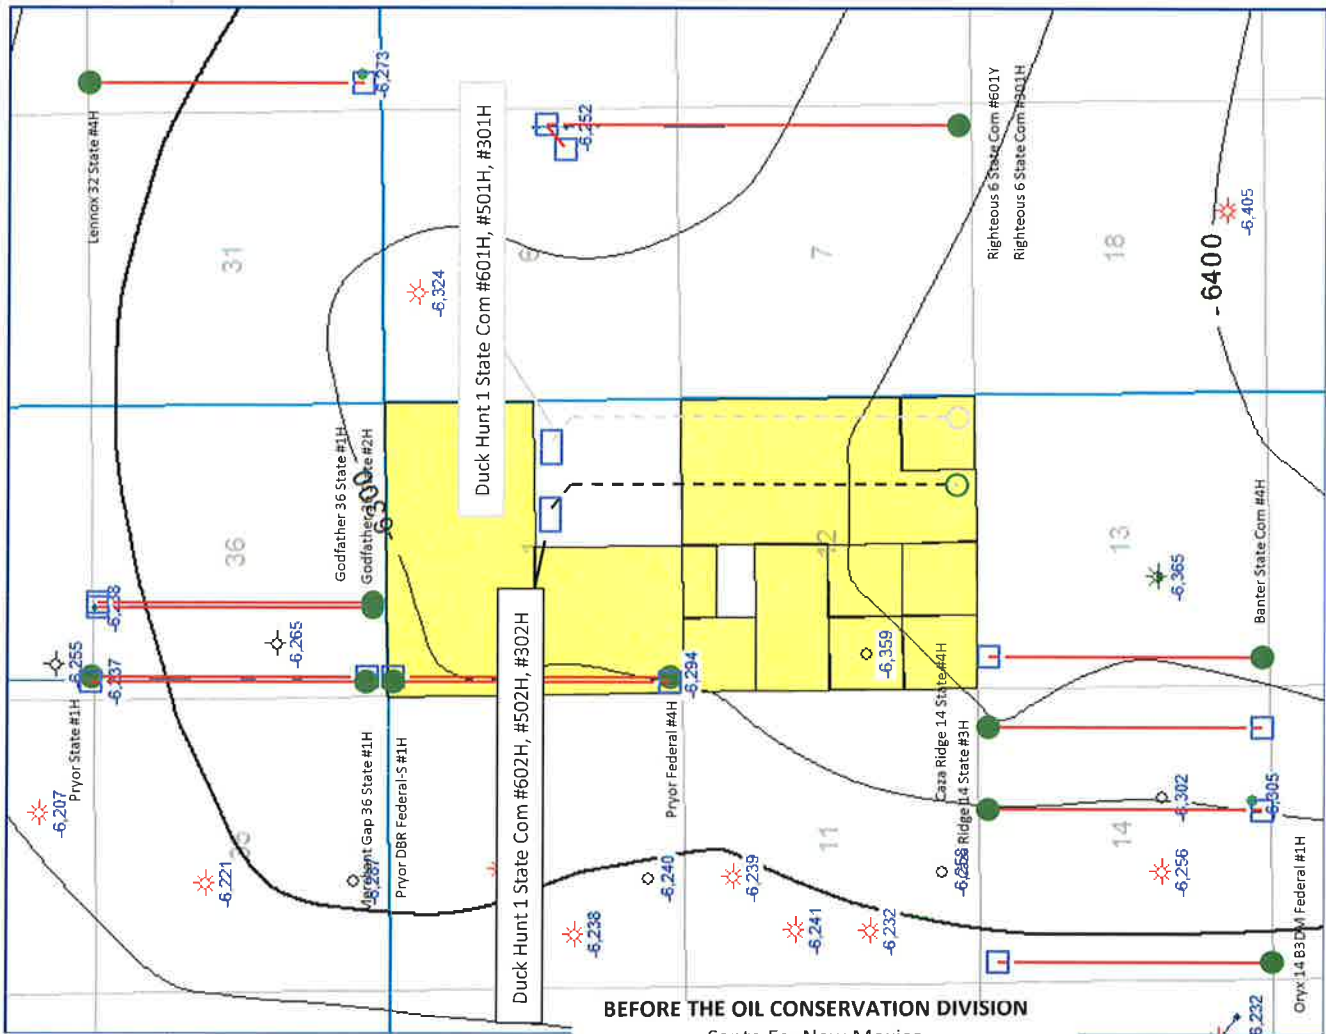 Lennox 32 State #4H
-6,273
-6,252
Righteous 6 State Com #601Y
Righteous 6 State Com #301H
-6,405
-6400
31
6
7
18
-6,324
Duck Hunt 1 State Com #601H, #501H, #301H
Godfather 36 State #1H
36
1
12
13
-6,255
-6,237
-6,265
Pryor State #1H
-6,294
-6,359
-6,365
Banter State Com #4H
Duck Hunt 1 State Com #602H, #502H, #302H
-6,207
-6,221
Pryor DBR Federal-S #1H
Pryor Federal #4H
Caza Ridge 14 State #4H
Ridge 14 State #3H
11
14
-6,302
-6,305
-6,240
-6,239
-6,256
-6,238
-6,241
-6,232
Oryx 14 B3DM Federal #1H
BEFORE THE OIL CONSERVATION DIVISION
Santa Fe, New Mexico
6,232